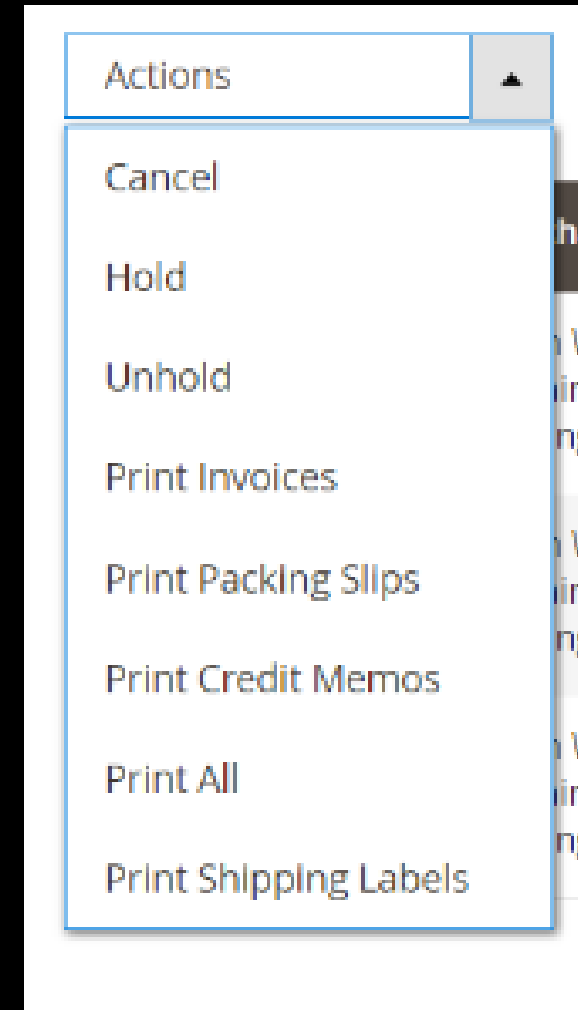 Actions
Cancel
Hold
Unhold
Print Invoices
Print Packing Slips
Print Credit Memos
Print All
Print Shipping Labels